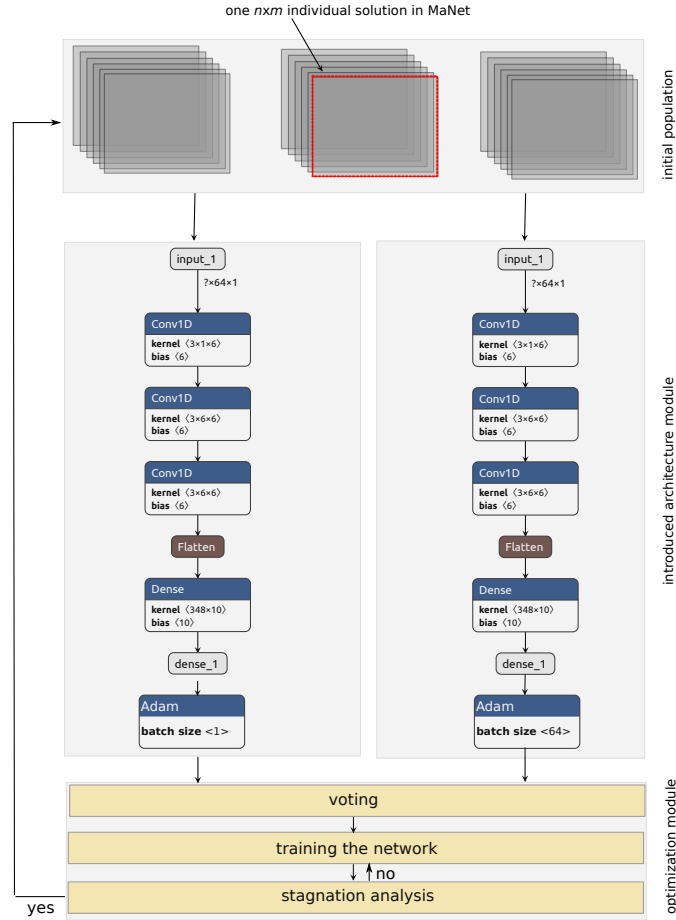 one n×m individual solution in MaNet
initial population
input_1
?×64×1
Conv1D
kernel ⟨3×1×6⟩
bias ⟨6⟩
Conv1D
kernel ⟨3×6×6⟩
bias ⟨6⟩
Conv1D
kernel ⟨3×6×6⟩
bias ⟨6⟩
Flatten
Dense
kernel ⟨348×10⟩
bias ⟨10⟩
dense_1
Adam
batch size <1>
input_1
?×64×1
Conv1D
kernel ⟨3×1×6⟩
bias ⟨6⟩
Conv1D
kernel ⟨3×6×6⟩
bias ⟨6⟩
Conv1D
kernel ⟨3×6×6⟩
bias ⟨6⟩
Flatten
Dense
kernel ⟨348×10⟩
bias ⟨10⟩
dense_1
Adam
batch size <64>
introduced architecture module
voting
training the network
no
stagnation analysis
yes
optimization module